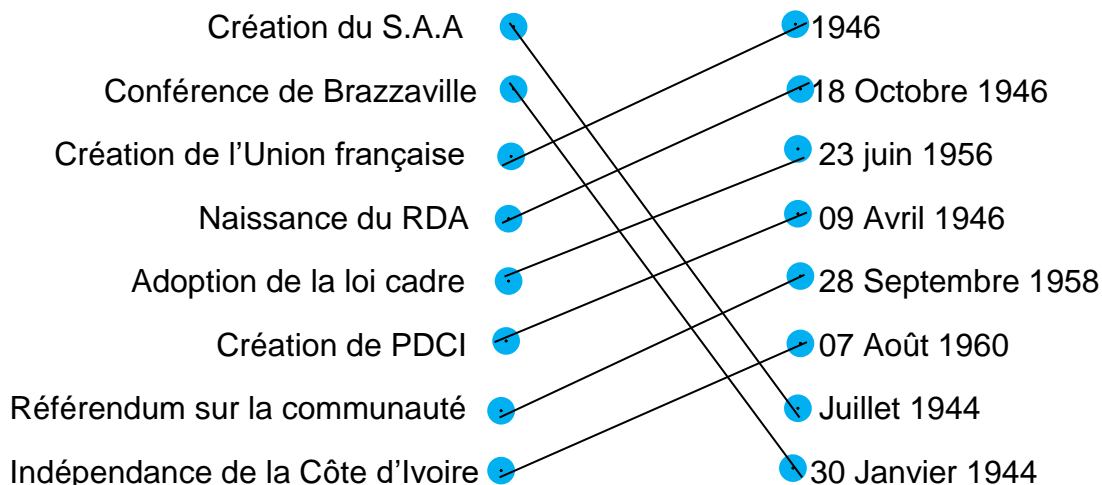 Création du S.A.A 1946
Conférence de Brazzaville 18 Octobre 1946
Création de l'Union française 23 juin 1956
Naissance du RDA 09 Avril 1946
Adoption de la loi cadre 28 Septembre 1958
Création de PDCI 07 Août 1960
Référendum sur la communauté Juillet 1944
Indépendance de la Côte d'Ivoire 30 Janvier 1944